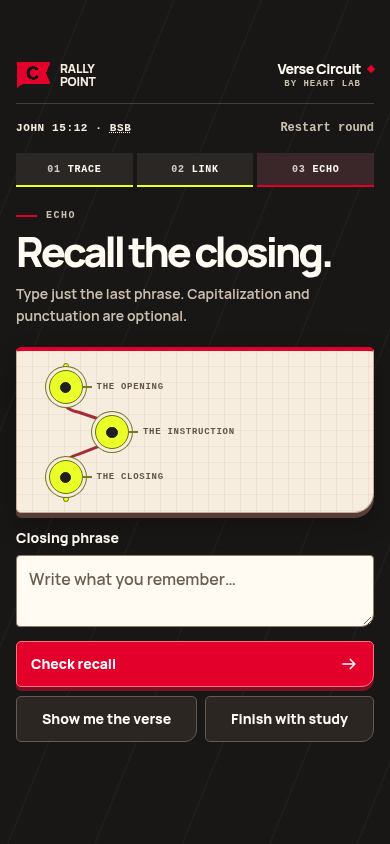 C RALLY
POINT
Verse Circuit
BY HEART LAB
JOHN 15:12 · BSB
Restart round
01 TRACE
02 LINK
03 ECHO
ECHO
Recall the closing.
Type just the last phrase. Capitalization and
punctuation are optional.
THE OPENING
THE INSTRUCTION
THE CLOSING
Closing phrase
Write what you remember…
Check recall
Show me the verse
Finish with study